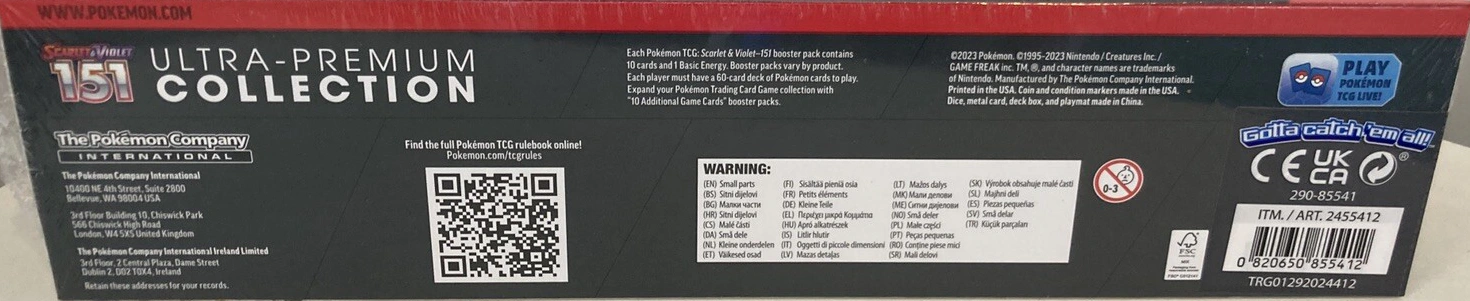 WWW.POKEMON.COM
SCARLET & VIOLET
151
ULTRA-PREMIUM
COLLECTION
The Pokémon Company
INTERNATIONAL
The Pokémon Company International
10400 NE 4th Street, Suite 2800
Bellevue, WA 98004 USA
3rd Floor Building 10, Chiswick Park
566 Chiswick High Road
London, W4 5XS United Kingdom
The Pokémon Company International Ireland Limited
3rd Floor, 2 Central Plaza, Dame Street
Dublin 2, D02 T0X4, Ireland
Retain these addresses for your records.
Find the full Pokémon TCG rulebook online!
Pokemon.com/tcgrules
Each Pokémon TCG: Scarlet & Violet—151 booster pack contains
10 cards and 1 Basic Energy. Booster packs vary by product.
Each player must have a 60-card deck of Pokémon cards to play.
Expand your Pokémon Trading Card Game collection with
"10 Additional Game Cards" booster packs.
©2023 Pokémon. ©1995-2023 Nintendo / Creatures Inc. /
GAME FREAK inc. TM, ®, and character names are trademarks
of Nintendo. Manufactured by The Pokémon Company International.
Printed in the USA. Coin and condition markers made in the USA.
Dice, metal card, deck box, and playmat made in China.
WARNING:
(EN) Small parts
(BS) Sitni dijelovi
(BG) Малки части
(HR) Sitni dijelovi
(CS) Malé části
(DA) Små dele
(NL) Kleine onderdelen
(ET) Väikesed osad
(FI) Sisältää pieniä osia
(FR) Petits éléments
(DE) Kleine Teile
(EL) Περιέχει μικρά Κομμάτια
(HU) Apró alkatrészek
(IS) Litlir hlutir
(IT) Oggetti di piccole dimensioni
(LV) Mazas detaļas
(LT) Mažos dalys
(MK) Мали делови
(ME) Ситни дијелови
(NO) Små deler
(PL) Małe części
(PT) Peças pequenas
(RO) Conține piese mici
(SR) Mali delovi
(SK) Výrobok obsahuje malé časti
(SL) Majhni deli
(ES) Piezas pequeñas
(SV) Små delar
(TR) Küçük parçaları
0-3
PLAY
POKÉMON
TCG LIVE!
Gotta catch 'em all!
CE UK
CA ®
290-85541
FSC
ITM. / ART. 2455412
0 820650 855412
TRG01292024412